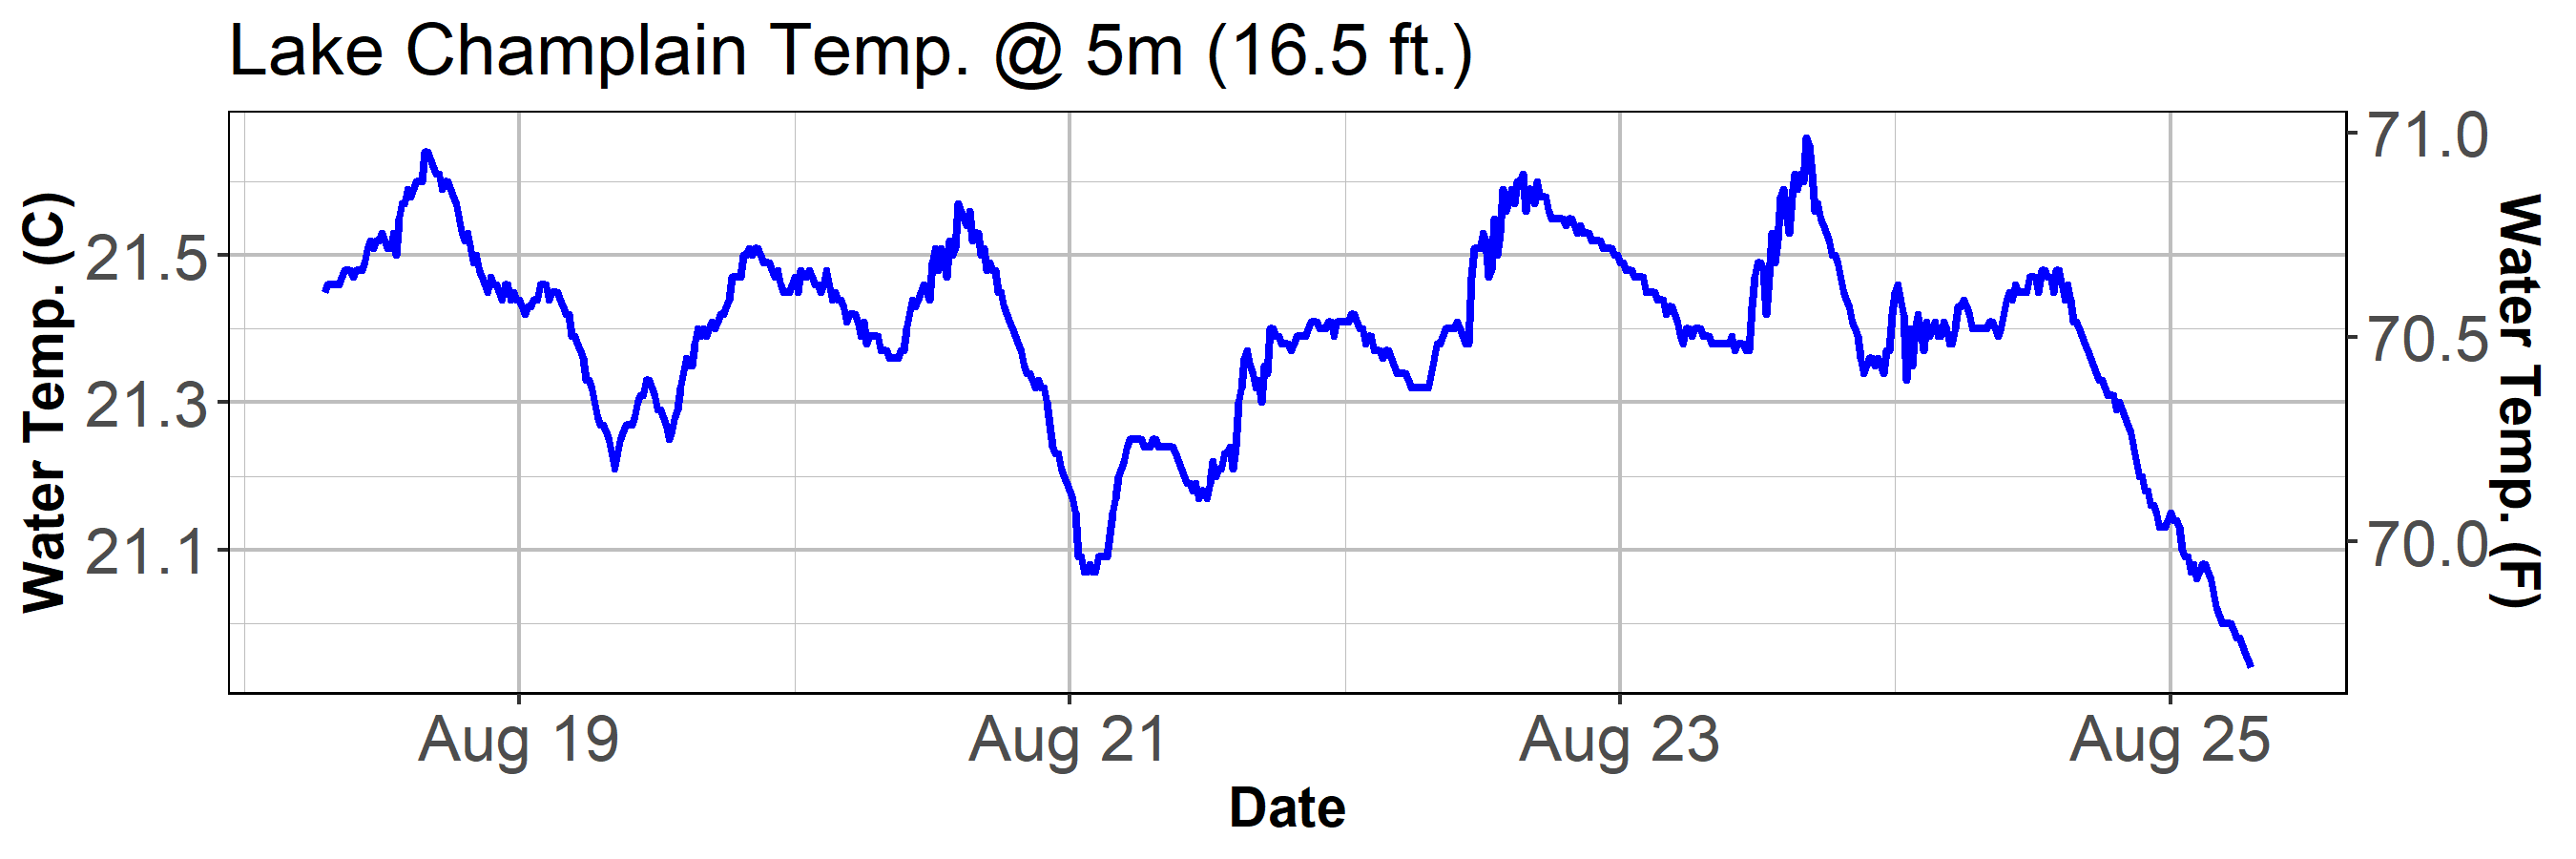 Lake Champlain Temp. @ 5m (16.5 ft.)
Water Temp. (C)
21.5
21.3
21.1
71.0
70.5
70.0
Water Temp. (F)
Aug 19
Aug 21
Aug 23
Aug 25
Date